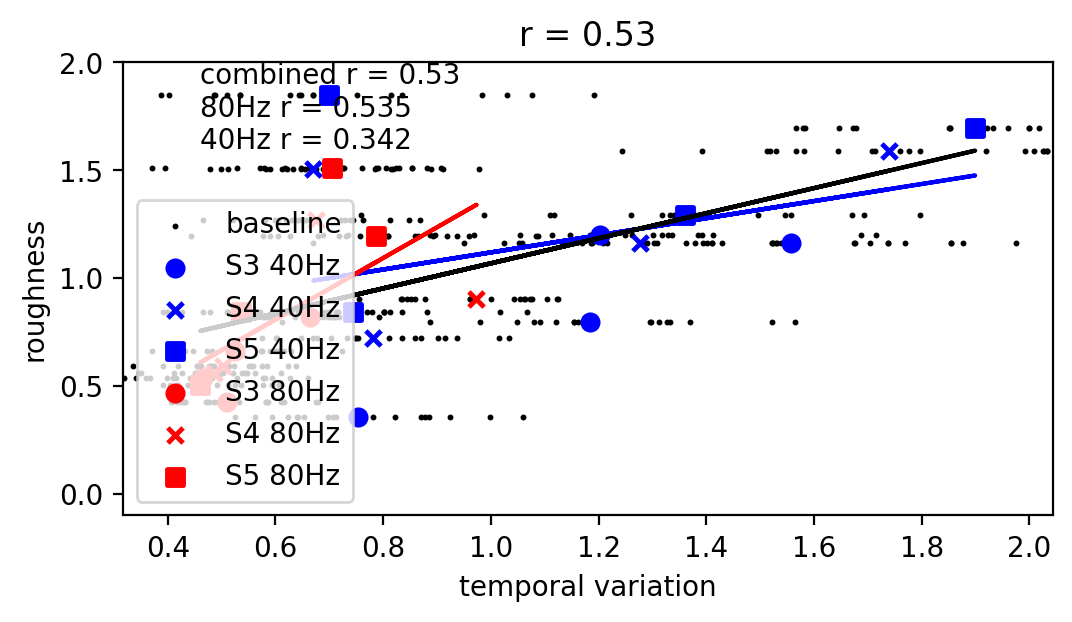 r = 0.53
combined r = 0.53
80Hz r = 0.535
40Hz r = 0.342
2.0
1.5
1.0
0.5
0.0
roughness
baseline
S3 40Hz
S4 40Hz
S5 40Hz
S3 80Hz
S4 80Hz
S5 80Hz
0.4 0.6 0.8 1.0 1.2 1.4 1.6 1.8 2.0
temporal variation